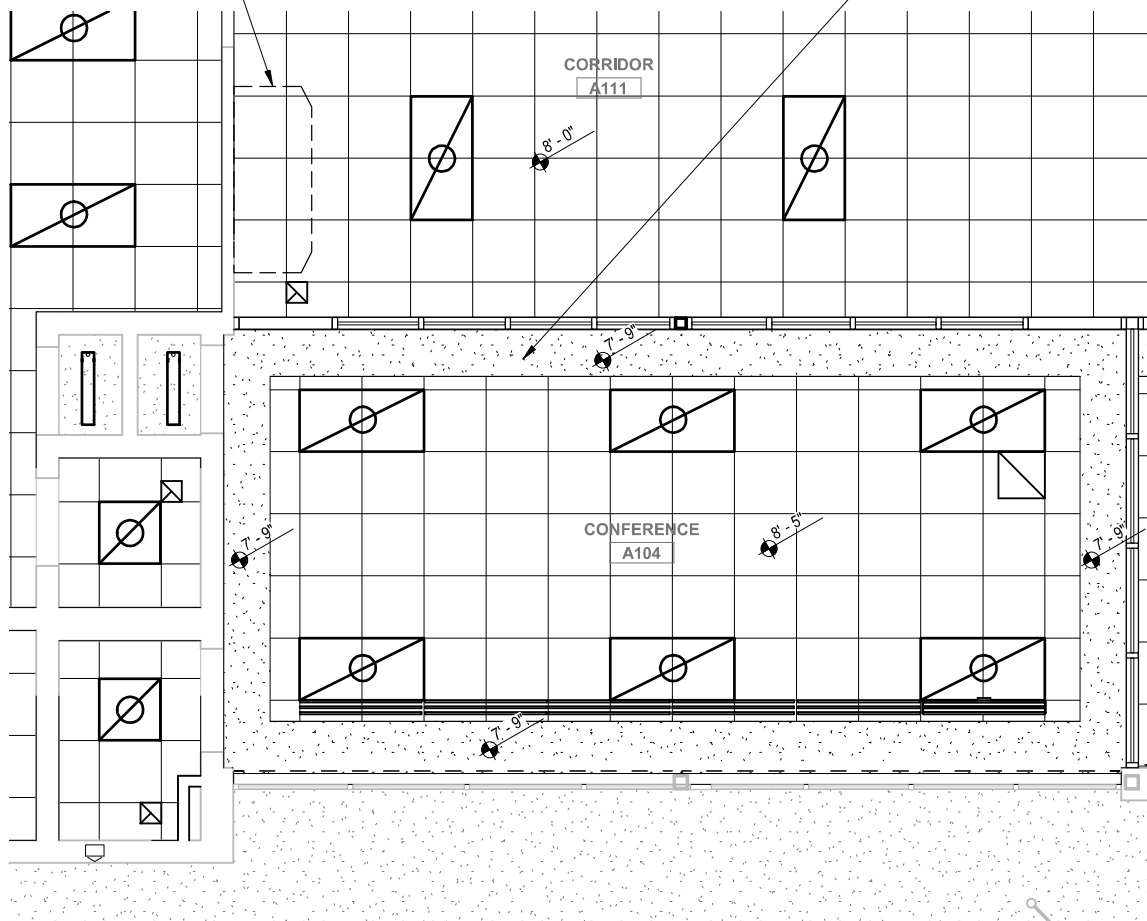 CORRIDOR
A111
8' - 0"
7' - 9"
7' - 9"
CONFERENCE
A104
8' - 5"
7' - 9"
7' - 9"